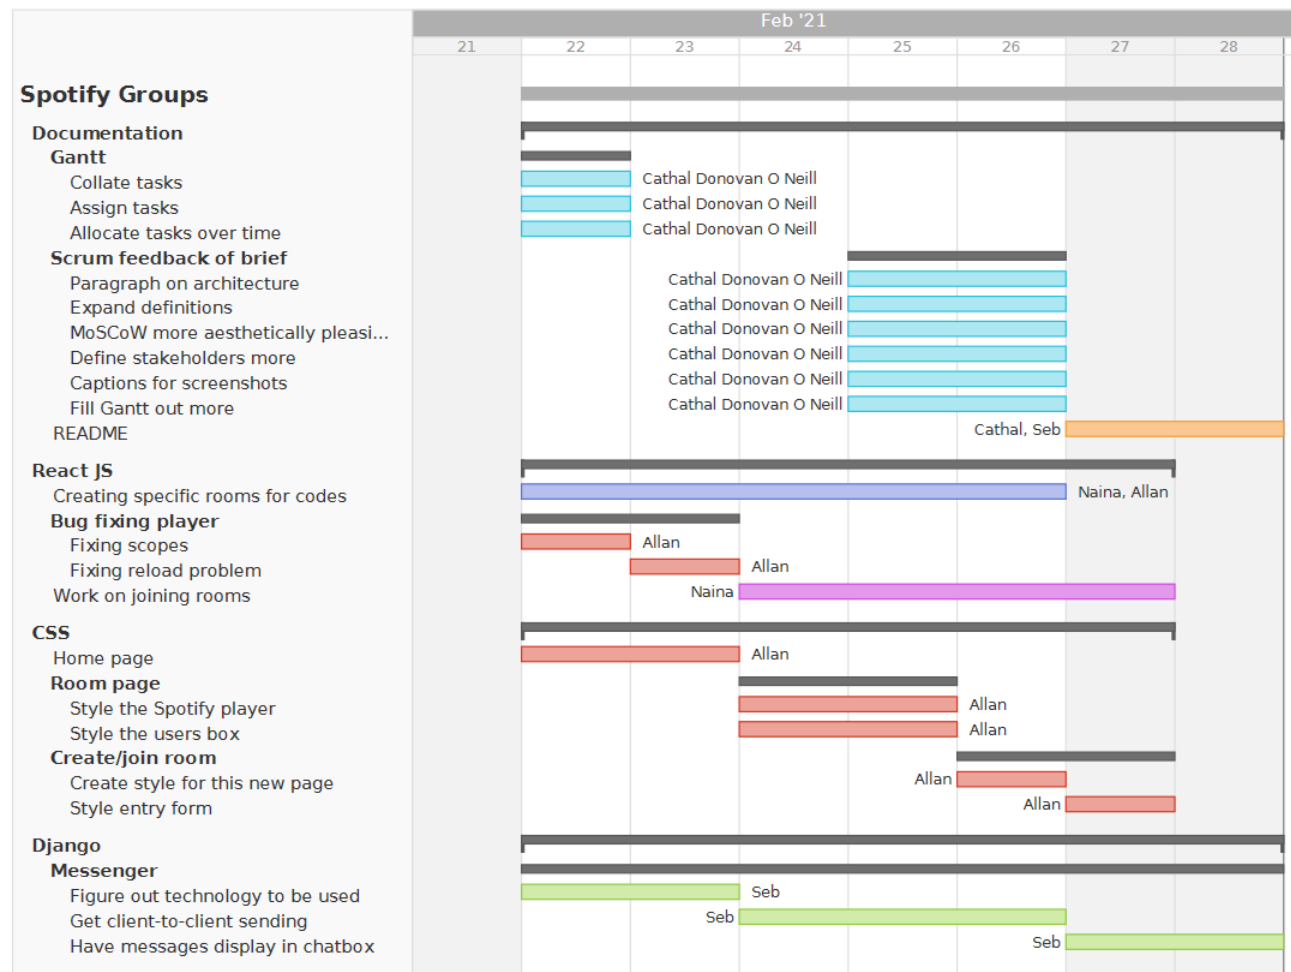 Feb '21
21 22 23 24 25 26 27 28
Spotify Groups
Documentation
Gantt
Collate tasks Cathal Donovan O Neill
Assign tasks Cathal Donovan O Neill
Allocate tasks over time Cathal Donovan O Neill
Scrum feedback of brief
Paragraph on architecture Cathal Donovan O Neill
Expand definitions Cathal Donovan O Neill
MoSCoW more aesthetically pleasi... Cathal Donovan O Neill
Define stakeholders more Cathal Donovan O Neill
Captions for screenshots Cathal Donovan O Neill
Fill Gantt out more Cathal Donovan O Neill
README Cathal, Seb
React JS
Creating specific rooms for codes Naina, Allan
Bug fixing player
Fixing scopes Allan
Fixing reload problem Allan
Work on joining rooms Naina
CSS
Home page Allan
Room page
Style the Spotify player Allan
Style the users box Allan
Create/join room
Create style for this new page Allan
Style entry form Allan
Django
Messenger
Figure out technology to be used Seb
Get client-to-client sending Seb
Have messages display in chatbox Seb